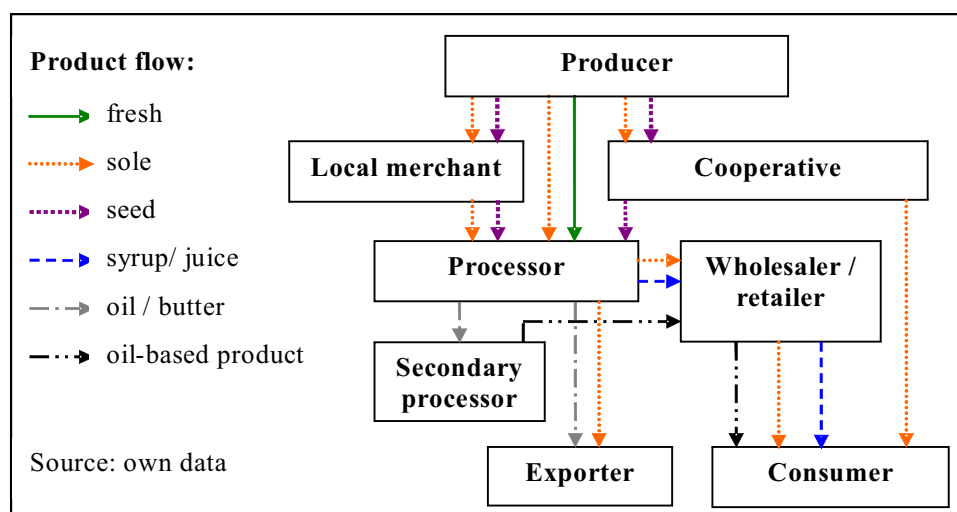 Product flow:
fresh
sole
seed
syrup/ juice
oil / butter
oil-based product
Source: own data
Producer
Local merchant
Cooperative
Processor
Wholesaler /
retailer
Secondary
processor
Exporter
Consumer